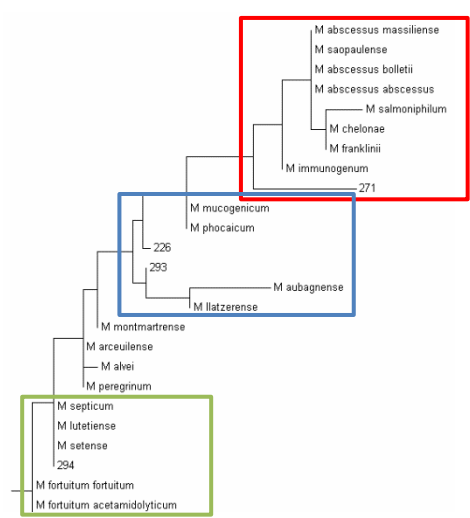 M abscessus massiliense
M saopaulense
M abscessus bolletii
M abscessus abscessus
M salmoniphilum
M chelonae
M franklinii
M immunogenum
271
M mucogenicum
M phocaicum
226
293
M aubagnense
M llatzerense
M montmartrense
M arceuilense
M alvei
M peregrinum
M septicum
M lutetiense
M setense
294
M fortuitum fortuitum
M fortuitum acetamidolyticum